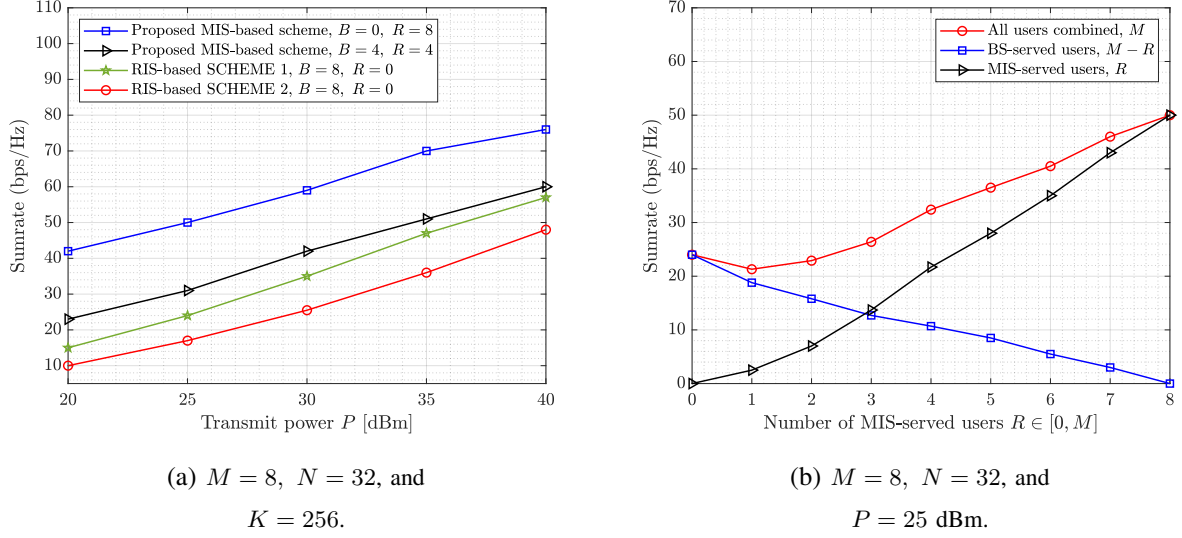 110
100
90
80
70
60
50
40
30
20
10
Sumrate (bps/Hz)
Proposed MIS-based scheme, B = 0, R = 8
Proposed MIS-based scheme, B = 4, R = 4
RIS-based SCHEME 1, B = 8, R = 0
RIS-based SCHEME 2, B = 8, R = 0
20 25 30 35 40
Transmit power P [dBm]
(a) M = 8, N = 32, and
K = 256.
70
60
50
40
30
20
10
0
Sumrate (bps/Hz)
All users combined, M
BS-served users, M − R
MIS-served users, R
0 1 2 3 4 5 6 7 8
Number of MIS-served users R ∈ [0, M]
(b) M = 8, N = 32, and
P = 25 dBm.